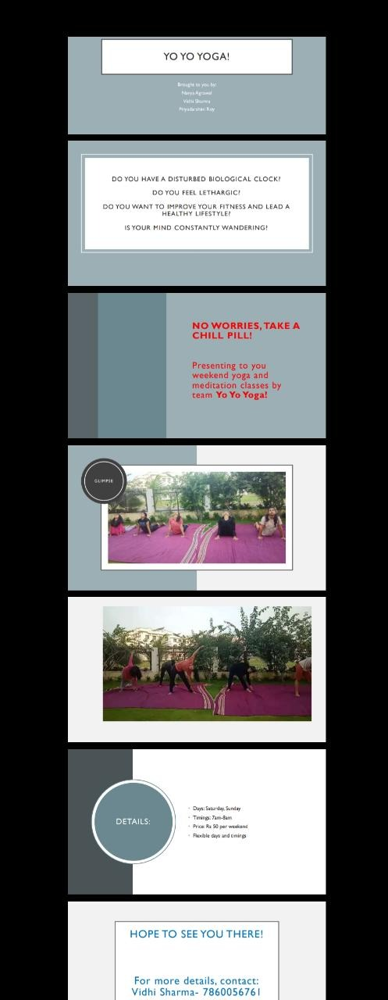 YO YO YOGA!
Brought to you by:
Navya Agrawal
Vidhi Sharma
Priyadarshini Roy
DO YOU HAVE A DISTURBED BIOLOGICAL CLOCK?
DO YOU FEEL LETHARGIC?
DO YOU WANT TO IMPROVE YOUR FITNESS AND LEAD A
HEALTHY LIFESTYLE?
IS YOUR MIND CONSTANTLY WANDERING?
NO WORRIES, TAKE A
CHILL PILL!
Presenting to you
weekend yoga and
meditation classes by
team Yo Yo Yoga!
GLIMPSE
DETAILS:
• Days: Saturday, Sunday
• Timings: 7am-8am
• Price: Rs 50 per weekend
• Flexible days and timings
HOPE TO SEE YOU THERE!
For more details, contact:
Vidhi Sharma- 7860056761